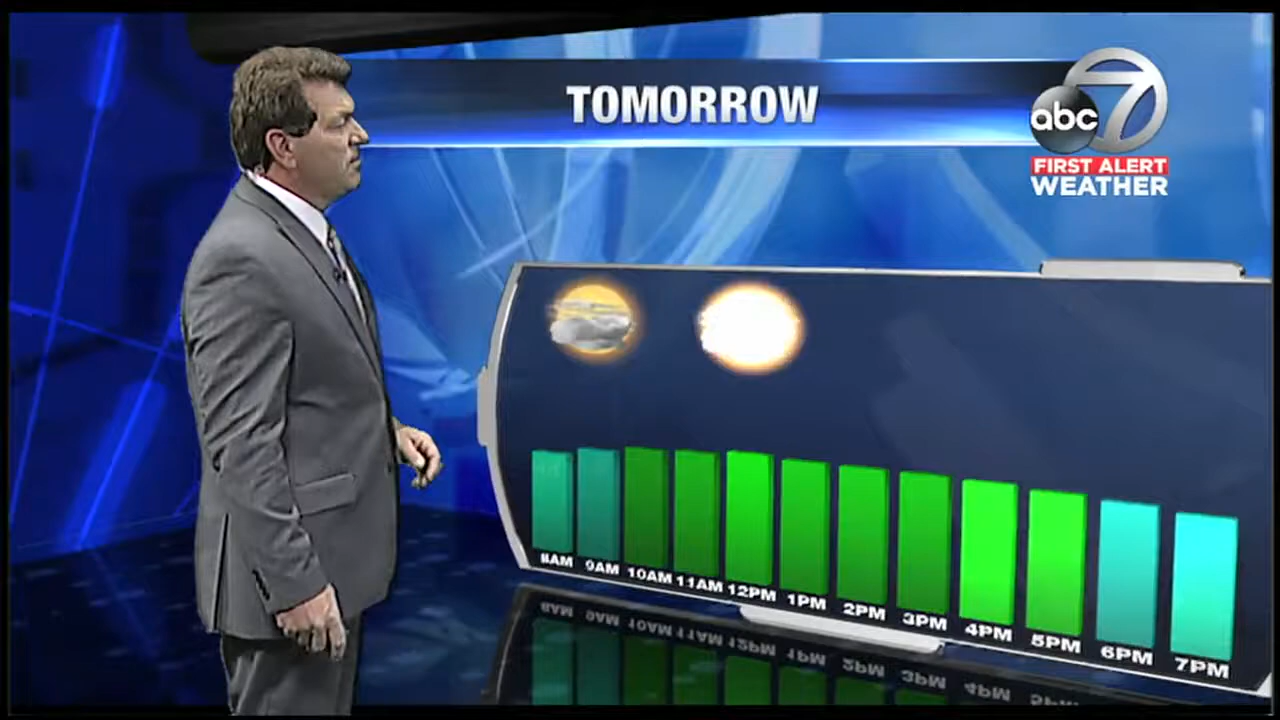 TOMORROW
abc 7
FIRST ALERT
WEATHER
8AM 9AM 10AM 11AM 12PM 1PM 2PM 3PM 4PM 5PM 6PM 7PM